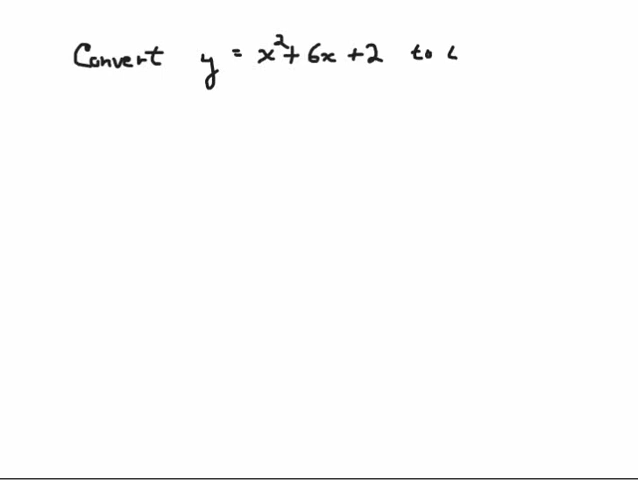 Convert y = x²+ 6x +2 to c